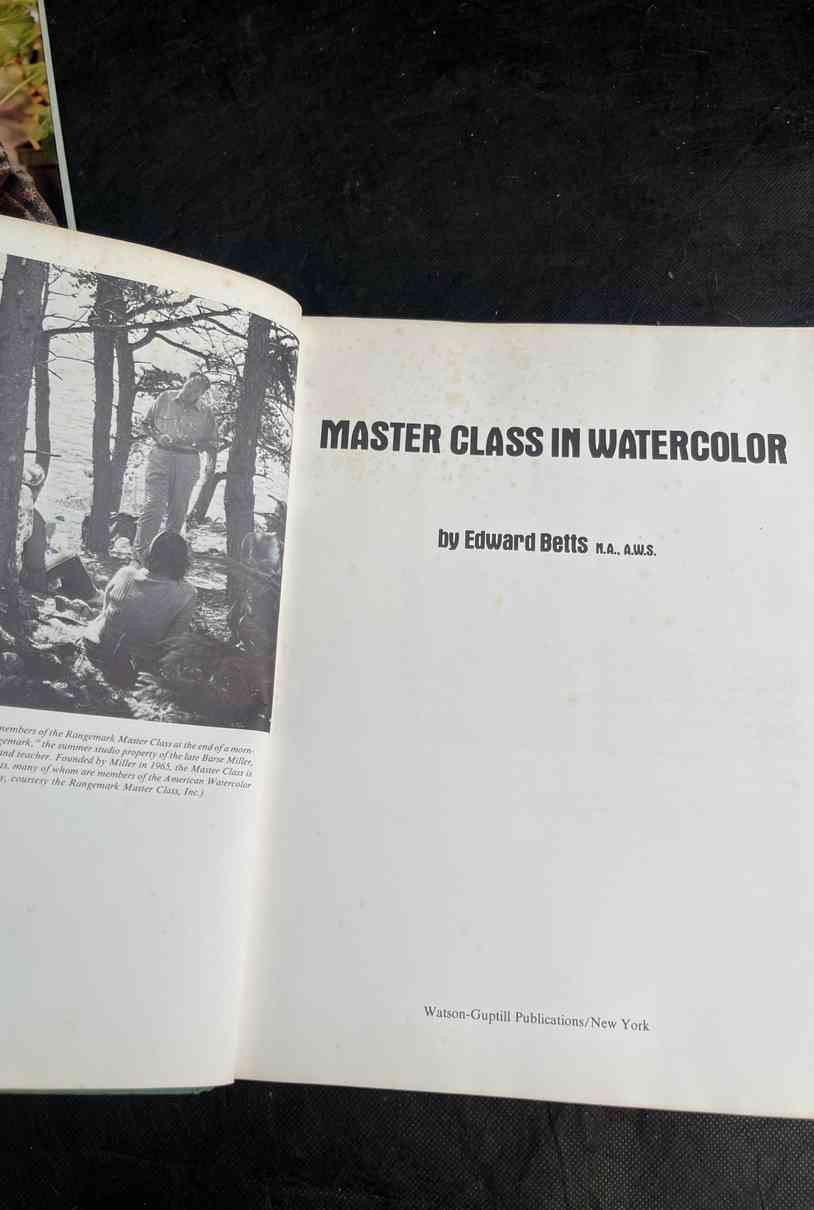 members of the Rangemark Master Class at the end of a morn-
gemark," the summer studio property of the late Barse Miller,
and teacher. Founded by Miller in 1965, the Master Class is
ts, many of whom are members of the American Watercolor
y, courtesy the Rangemark Master Class, Inc.)
MASTER CLASS IN WATERCOLOR
by Edward Betts N.A., A.W.S.
Watson-Guptill Publications/New York